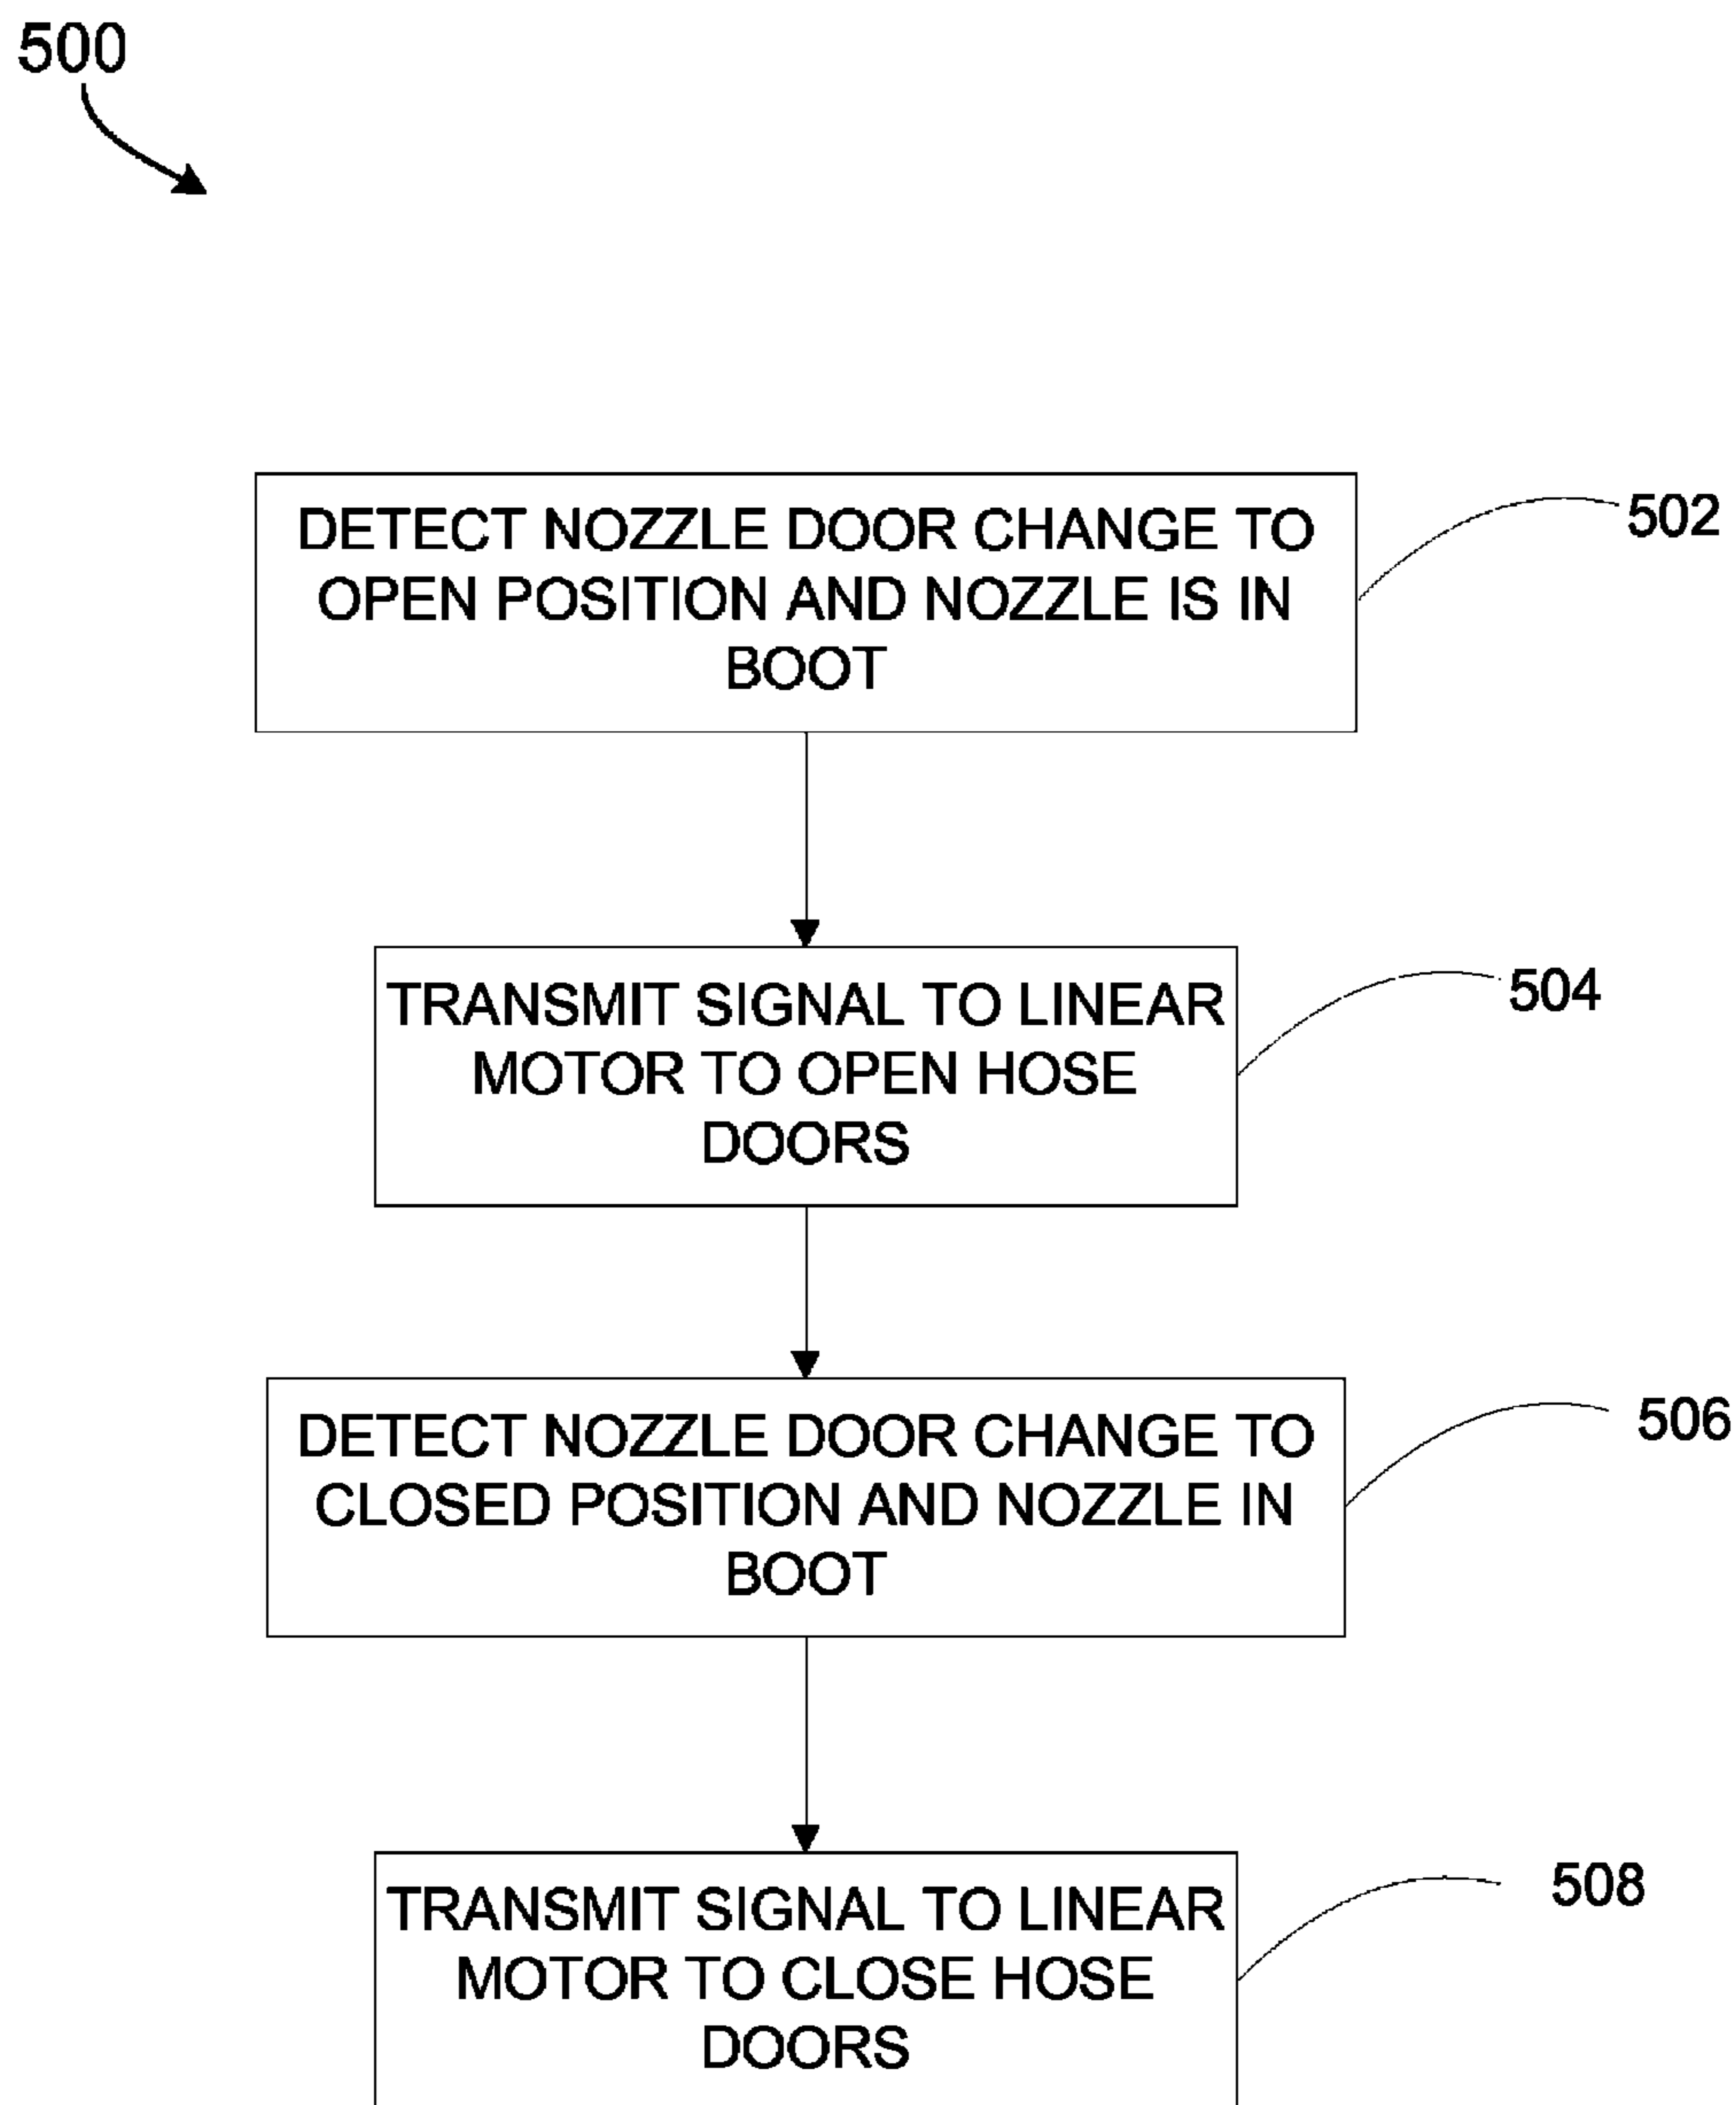 500
DETECT NOZZLE DOOR CHANGE TO
OPEN POSITION AND NOZZLE IS IN
BOOT
502
TRANSMIT SIGNAL TO LINEAR
MOTOR TO OPEN HOSE
DOORS
504
DETECT NOZZLE DOOR CHANGE TO
CLOSED POSITION AND NOZZLE IN
BOOT
506
TRANSMIT SIGNAL TO LINEAR
MOTOR TO CLOSE HOSE
DOORS
508